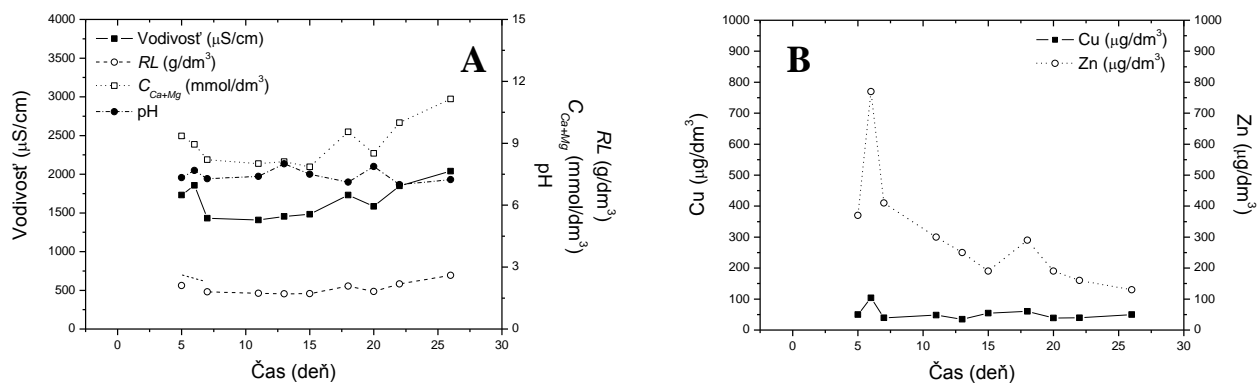 4000
3500
3000
2500
2000
1500
1000
500
0
Vodivosť (μS/cm)
Vodivosť (μS/cm)
RL (g/dm³)
C_Ca+Mg (mmol/dm³)
pH
A
15
12
9
6
3
0
RL (g/dm³)
C_Ca+Mg (mmol/dm³)
pH
0 5 10 15 20 25 30
Čas (deň)
1000
900
800
700
600
500
400
300
200
100
0
Cu (μg/dm³)
B
Cu (μg/dm³)
Zn (μg/dm³)
1000
900
800
700
600
500
400
300
200
100
0
Zn (μg/dm³)
0 5 10 15 20 25 30
Čas (deň)